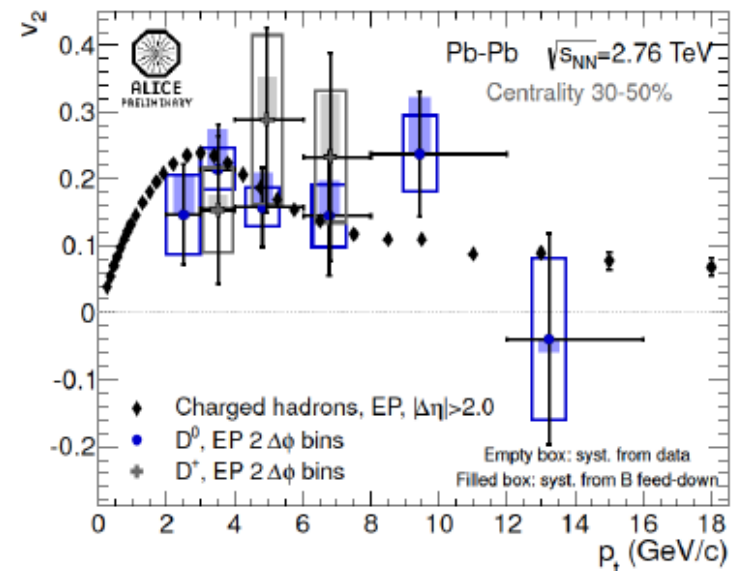 v₂
0.4
0.3
0.2
0.1
0
-0.1
-0.2
ALICE
PRELIMINARY
Pb-Pb √s_NN=2.76 TeV
Centrality 30-50%
Charged hadrons, EP, |Δη|>2.0
D⁰, EP 2 Δϕ bins
D⁺, EP 2 Δϕ bins
Empty box: syst. from data
Filled box: syst. from B feed-down
0 2 4 6 8 10 12 14 16 18
p_t (GeV/c)